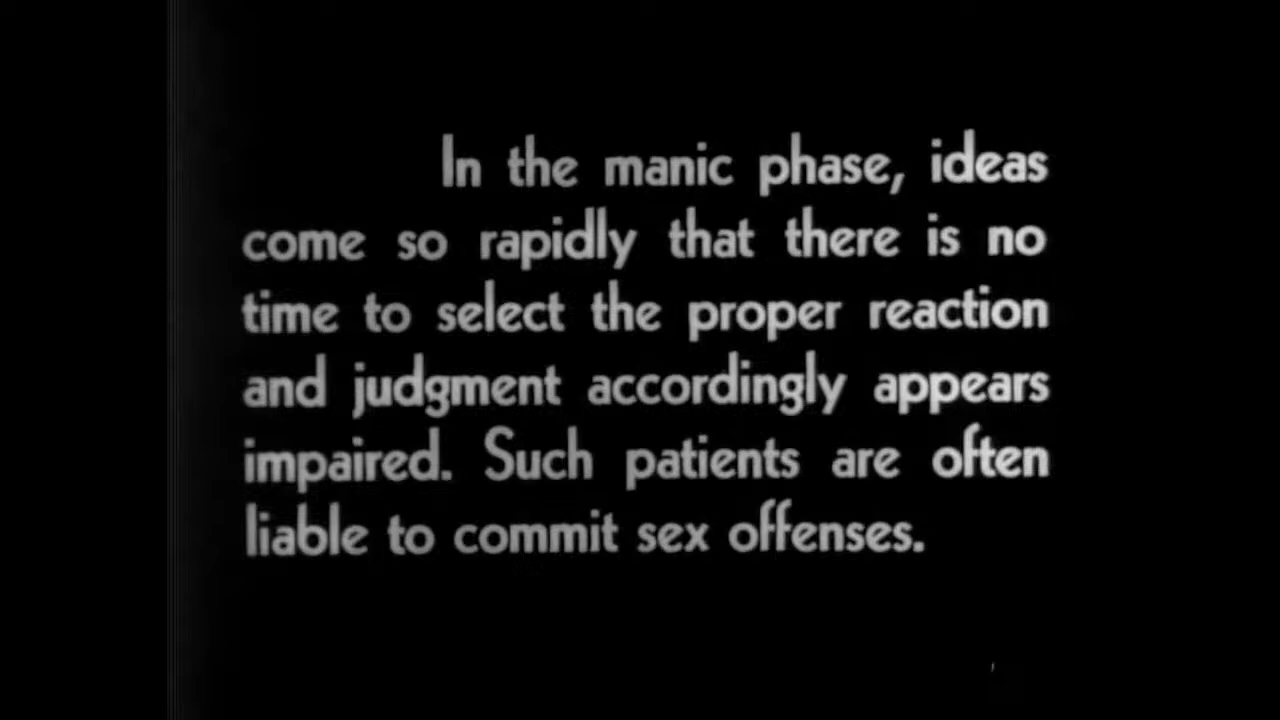 In the manic phase, ideas
come so rapidly that there is no
time to select the proper reaction
and judgment accordingly appears
impaired. Such patients are often
liable to commit sex offenses.